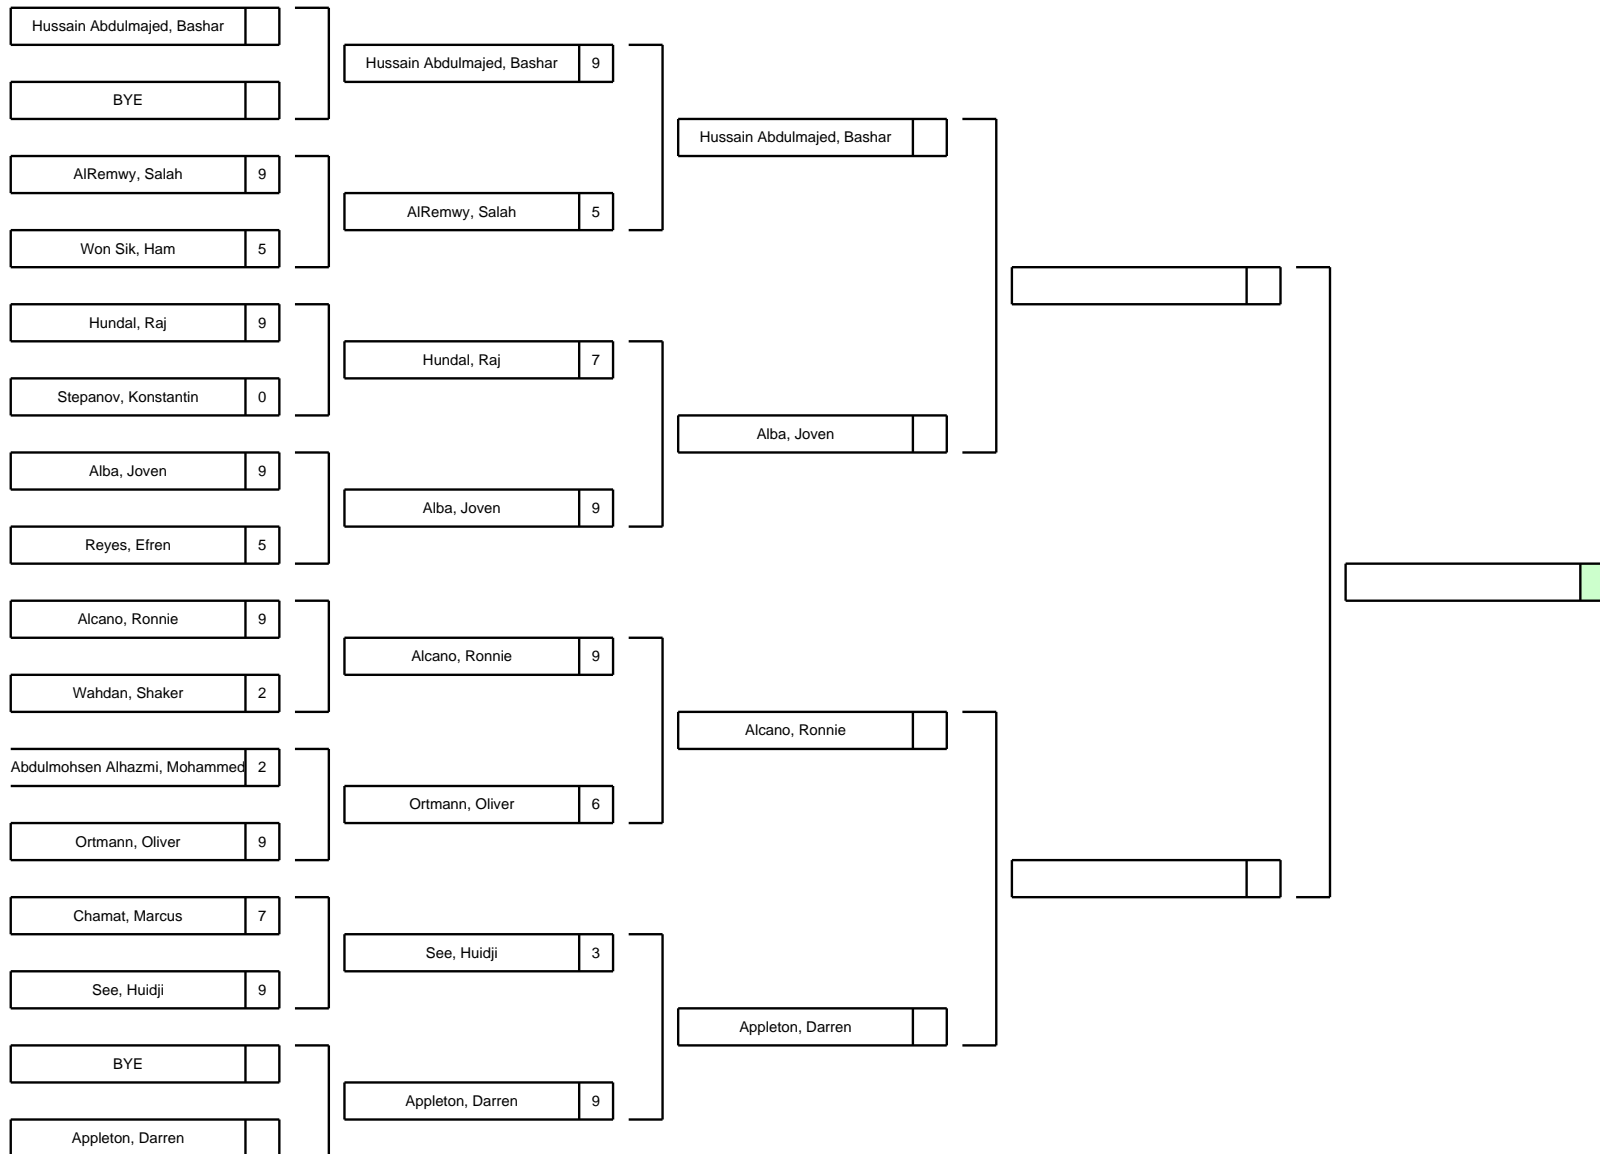 Hussain Abdulmajed, Bashar
BYE
AlRemwy, Salah 9
Won Sik, Ham 5
Hundal, Raj 9
Stepanov, Konstantin 0
Alba, Joven 9
Reyes, Efren 5
Alcano, Ronnie 9
Wahdan, Shaker 2
Abdulmohsen Alhazmi, Mohammed 2
Ortmann, Oliver 9
Chamat, Marcus 7
See, Huidji 9
BYE
Appleton, Darren
Hussain Abdulmajed, Bashar 9
AlRemwy, Salah 5
Hundal, Raj 7
Alba, Joven 9
Alcano, Ronnie 9
Ortmann, Oliver 6
See, Huidji 3
Appleton, Darren 9
Hussain Abdulmajed, Bashar
Alba, Joven
Alcano, Ronnie
Appleton, Darren